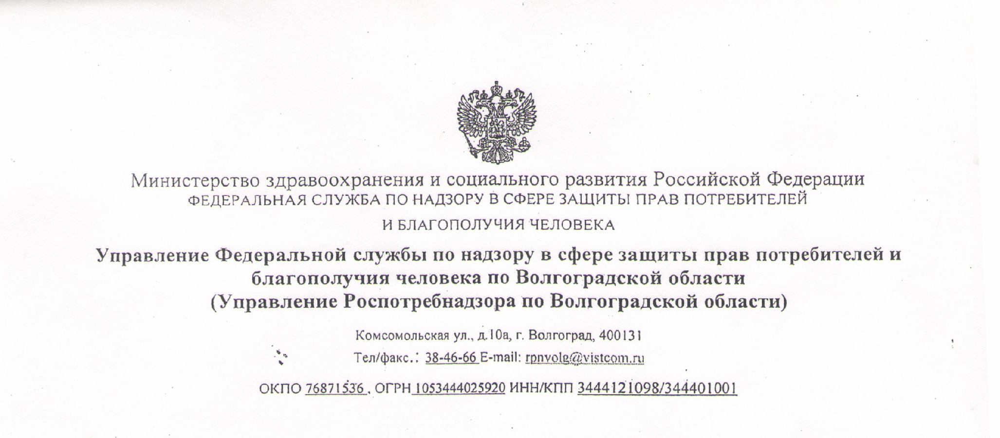 Министерство здравоохранения и социального развития Российской Федерации
ФЕДЕРАЛЬНАЯ СЛУЖБА ПО НАДЗОРУ В СФЕРЕ ЗАЩИТЫ ПРАВ ПОТРЕБИТЕЛЕЙ
И БЛАГОПОЛУЧИЯ ЧЕЛОВЕКА
Управление Федеральной службы по надзору в сфере защиты прав потребителей и
благополучия человека по Волгоградской области
(Управление Роспотребнадзора по Волгоградской области)
Комсомольская ул., д.10а, г. Волгоград, 400131
Тел/факс.: 38-46-66 E-mail: rpnvolg@vistcom.ru
ОКПО 76871536, ОГРН 1053444025920 ИНН/КПП 3444121098/344401001